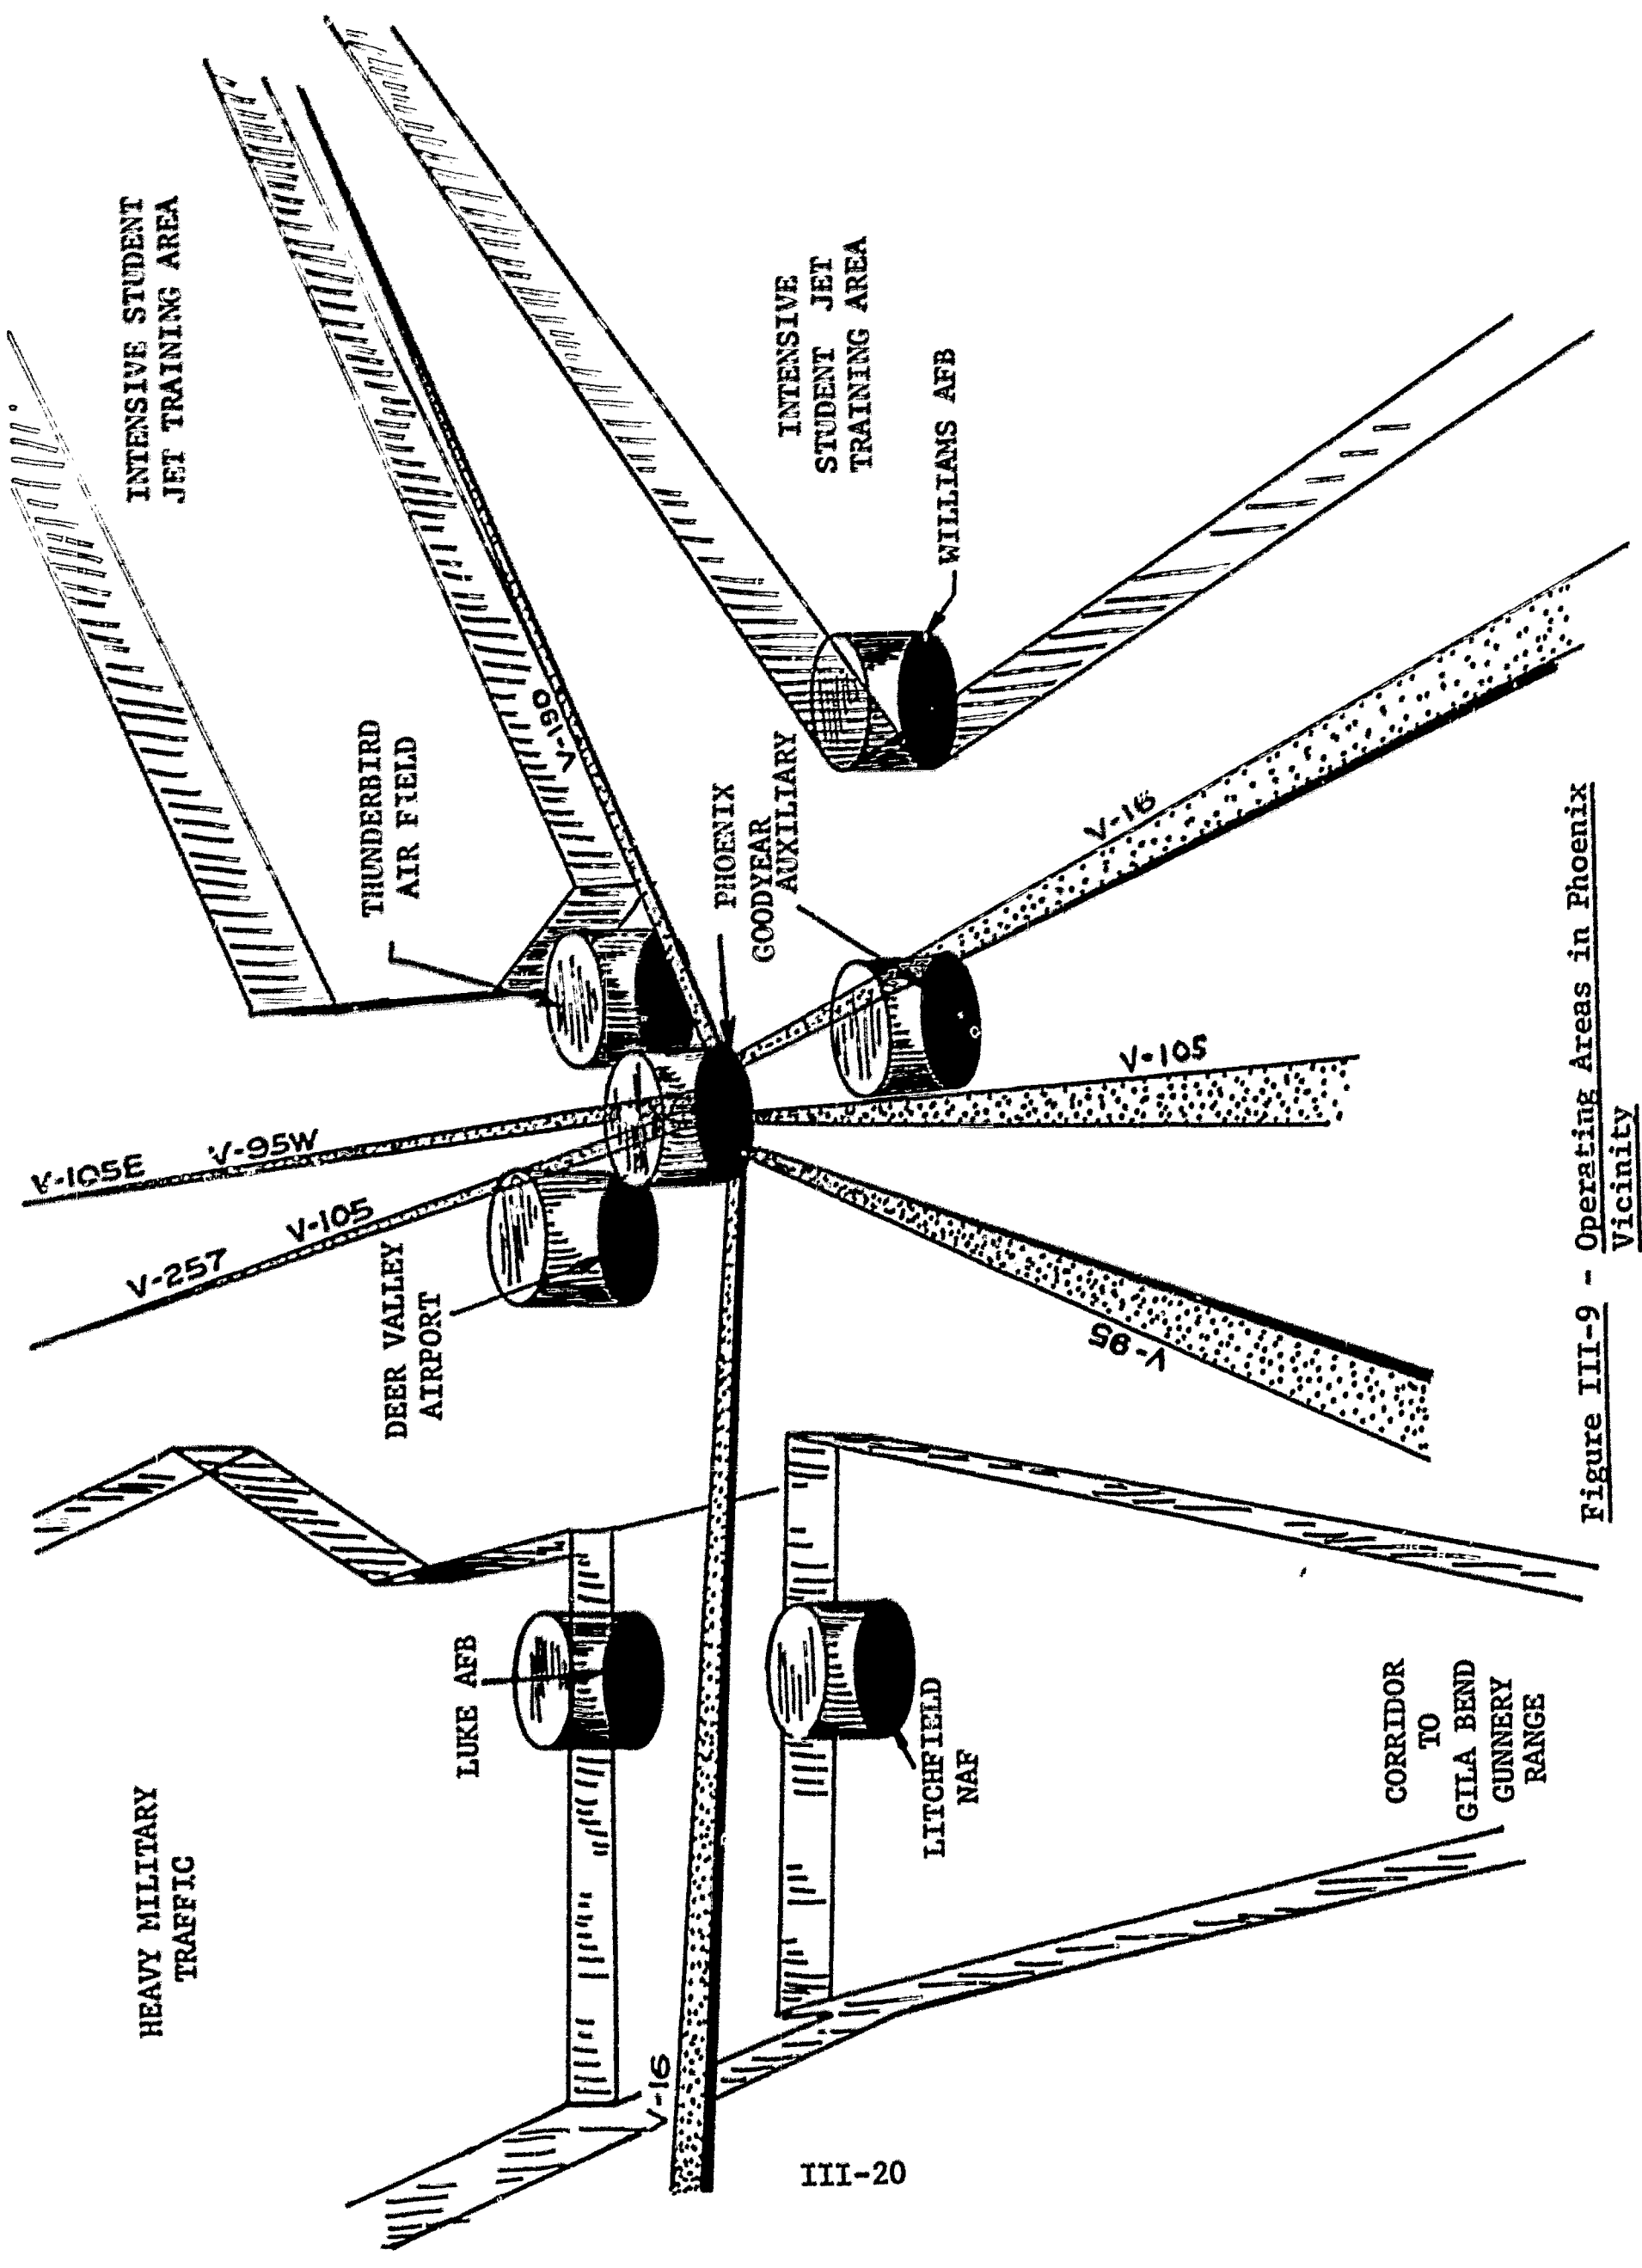 HEAVY MILITARY
TRAFFIC
V-257
V-105E
V-105
V-95W
INTENSIVE STUDENT
JET TRAINING AREA
DEER VALLEY
AIRPORT
THUNDERBIRD
AIR FIELD
LUKE AFB
V-190
V-16
PHOENIX
GOODYEAR
AUXILIARY
INTENSIVE
STUDENT JET
TRAINING AREA
WILLIAMS AFB
LITCHFIELD
NAF
V-95
V-105
V-16
CORRIDOR
TO
GILA BEND
GUNNERY
RANGE
Figure III-9 - Operating Areas in Phoenix
Vicinity
III-20